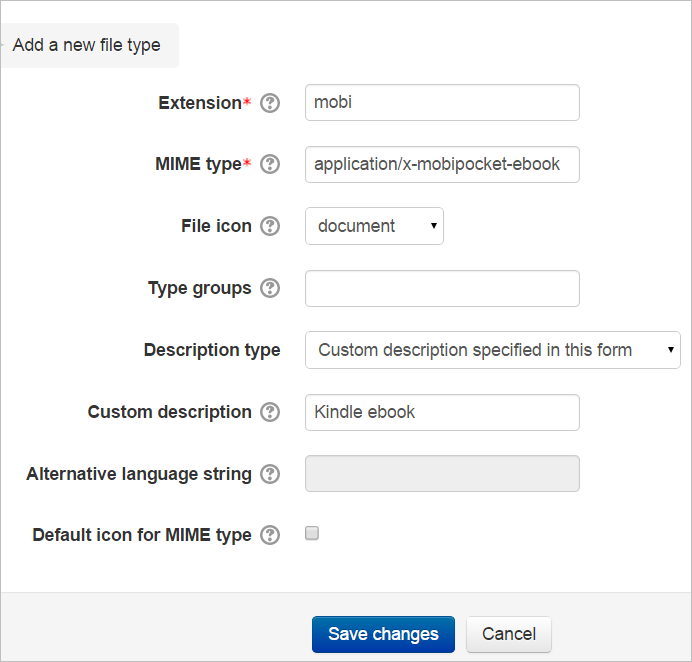 Add a new file type
Extension* mobi
MIME type* application/x-mobipocket-ebook
File icon document
Type groups
Description type Custom description specified in this form
Custom description Kindle ebook
Alternative language string
Default icon for MIME type
Save changes Cancel